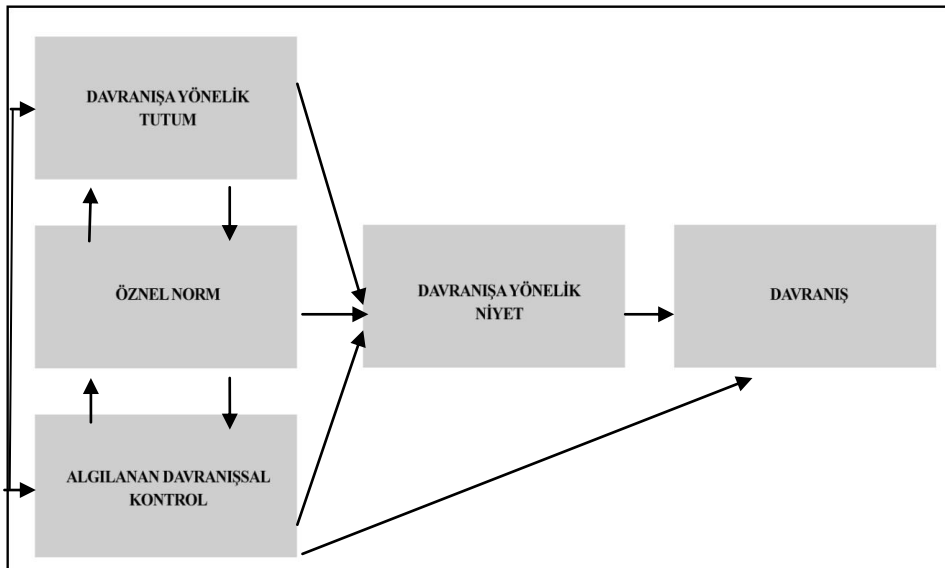 DAVRANIŞA YÖNELİK
TUTUM
ÖZNEL NORM
DAVRANIŞA YÖNELİK
NİYET
DAVRANIŞ
ALGILANAN DAVRANIŞSAL
KONTROL